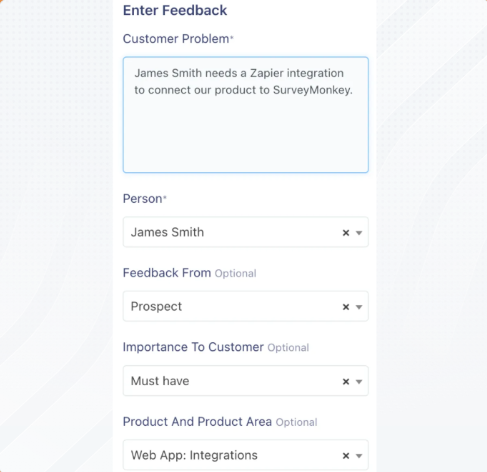 Enter Feedback
Customer Problem*
James Smith needs a Zapier integration
to connect our product to SurveyMonkey.
Person*
James Smith
Feedback From Optional
Prospect
Importance To Customer Optional
Must have
Product And Product Area Optional
Web App: Integrations